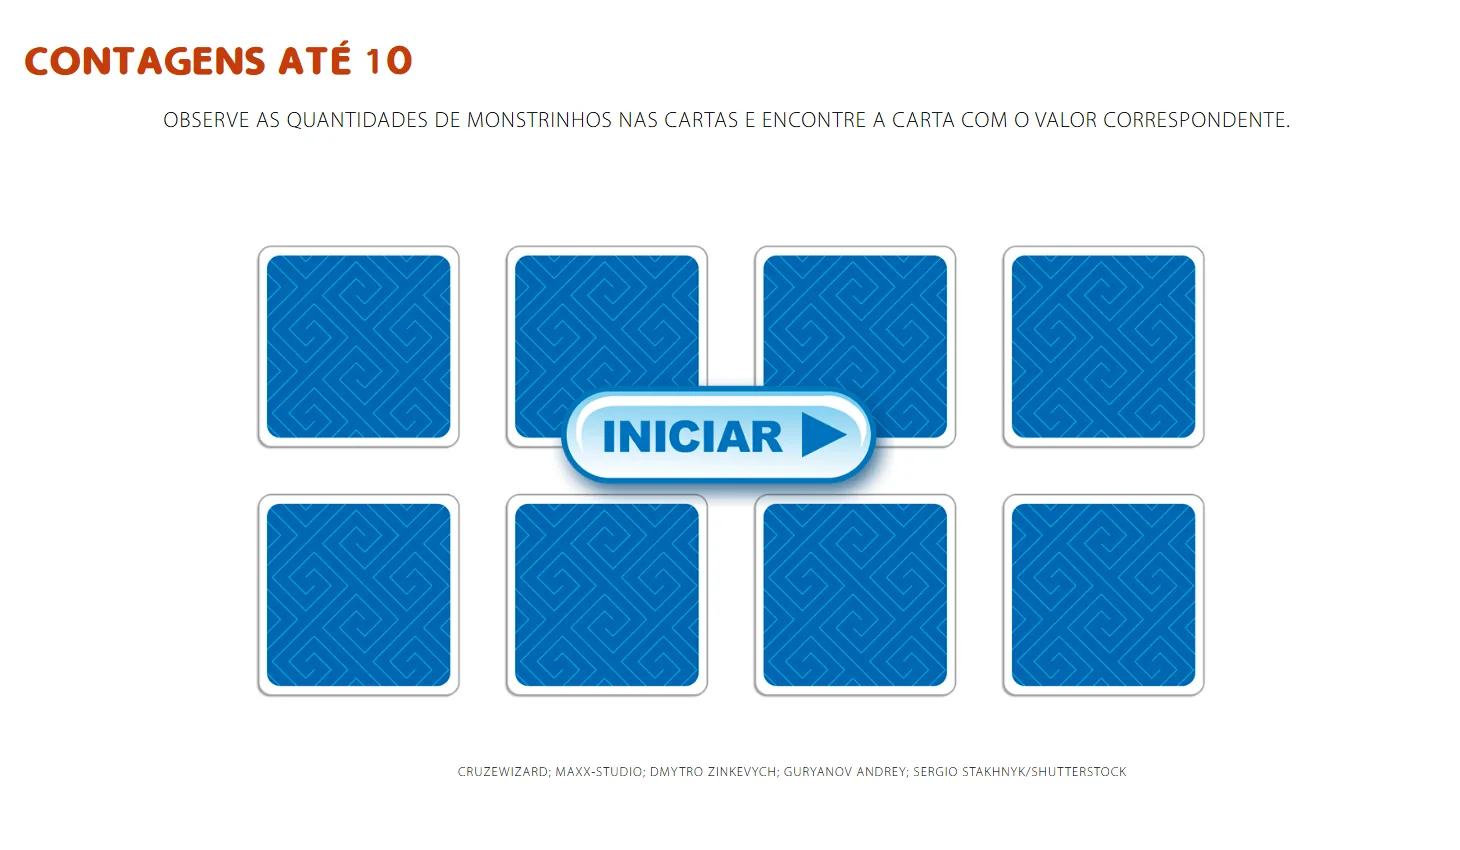 CONTAGENS ATÉ 10
OBSERVE AS QUANTIDADES DE MONSTRINHOS NAS CARTAS E ENCONTRE A CARTA COM O VALOR CORRESPONDENTE.
INICIAR
CRUZEWIZARD; MAXX-STUDIO; DMYTRO ZINKEVYCH; GURYANOV ANDREY; SERGIO STAKHNYK/SHUTTERSTOCK